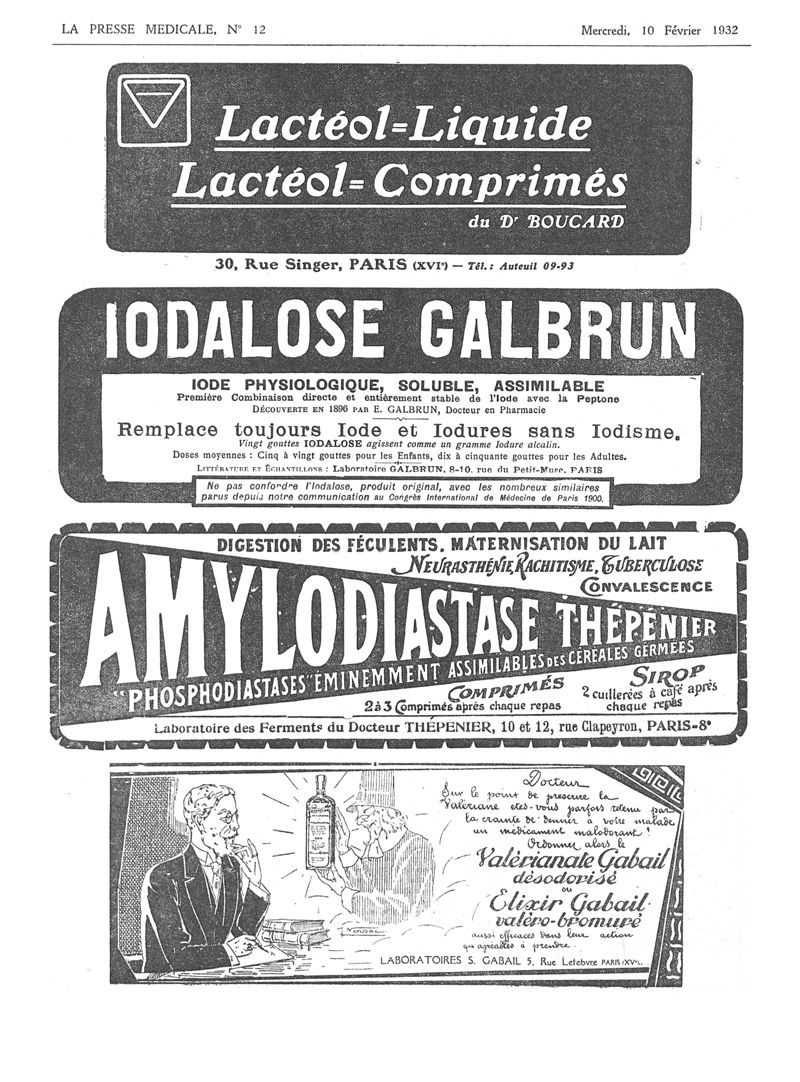 LA PRESSE MEDICALE, N° 12
Mercredi, 10 Février 1932
Lactéol=Liquide
Lactéol=Comprimés
du Dr BOUCARD
30, Rue Singer, PARIS (XVIe) — Tél.: Auteuil 09-93
IODALOSE GALBRUN
IODE PHYSIOLOGIQUE, SOLUBLE, ASSIMILABLE
Première Combinaison directe et entièrement stable de l'Iode avec la Peptone
DÉCOUVERTE EN 1896 PAR E. GALBRUN, Docteur en Pharmacie
Remplace toujours Iode et Iodures sans Iodisme.
Vingt gouttes IODALOSE agissent comme un gramme Iodure alcalin.
Doses moyennes : Cinq à vingt gouttes pour les Enfants, dix à cinquante gouttes pour les Adultes.
LITTÉRATURE ET ÉCHANTILLONS : Laboratoire GALBRUN, 8-10, rue du Petit-Musc, PARIS
Ne pas confordre l'Iodalose, produit original, avec les nombreux similaires
parus depuis notre communication au Congrès International de Médecine de Paris 1900.
DIGESTION DES FÉCULENTS, MATERNISATION DU LAIT
NEURASTHÉNIE, RACHITISME, TUBERCULOSE
CONVALESCENCE
AMYLODIASTASE THÉPÉNIER
"PHOSPHODIASTASES" ÉMINEMMENT ASSIMILABLES DES CÉRÉALES GERMÉES
COMPRIMÉS
2 à 3 Comprimés après chaque repas
SIROP
2 cuillerées à café après
chaque repas
Laboratoire des Ferments du Docteur THÉPENIER, 10 et 12, rue Clapeyron, PARIS-8e
Docteur
Sur le point de prescrire la
Valériane etes-vous parfois retenu par
la crainte de donner à votre malade
un médicament malodorant !
Ordonnez alors le
Valérianate Gabail
désodorisé
ou
Elixir Gabail
valéro-bromuré
aussi efficaces dans leur action
qu'agréables à prendre.
LABORATOIRES S. GABAIL 5, Rue Lefebvre PARIS (XVe).